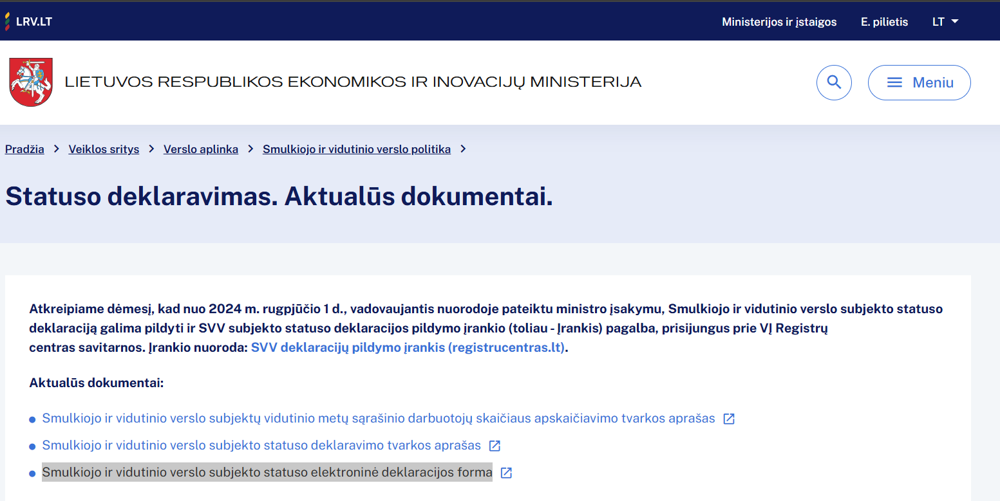 LRV.LT
Ministerijos ir įstaigos
E. pilietis
LT
LIETUVOS RESPUBLIKOS EKONOMIKOS IR INOVACIJŲ MINISTERIJA
Meniu
Pradžia > Veiklos sritys > Verslo aplinka > Smulkiojo ir vidutinio verslo politika >
Statuso deklaravimas. Aktualūs dokumentai.
Atkreipiame dėmesį, kad nuo 2024 m. rugpjūčio 1 d., vadovaujantis nuorodoje pateiktu ministro įsakymu, Smulkiojo ir vidutinio verslo subjekto statuso
deklaraciją galima pildyti ir SVV subjekto statuso deklaracijos pildymo įrankio (toliau - Įrankis) pagalba, prisijungus prie VĮ Registrų
centras savitarnos. Įrankio nuoroda: SVV deklaracijų pildymo įrankis (registrucentras.lt).
Aktualūs dokumentai:
Smulkiojo ir vidutinio verslo subjektų vidutinio metų sąrašinio darbuotojų skaičiaus apskaičiavimo tvarkos aprašas
Smulkiojo ir vidutinio verslo subjekto statuso deklaravimo tvarkos aprašas
Smulkiojo ir vidutinio verslo subjekto statuso elektroninė deklaracijos forma